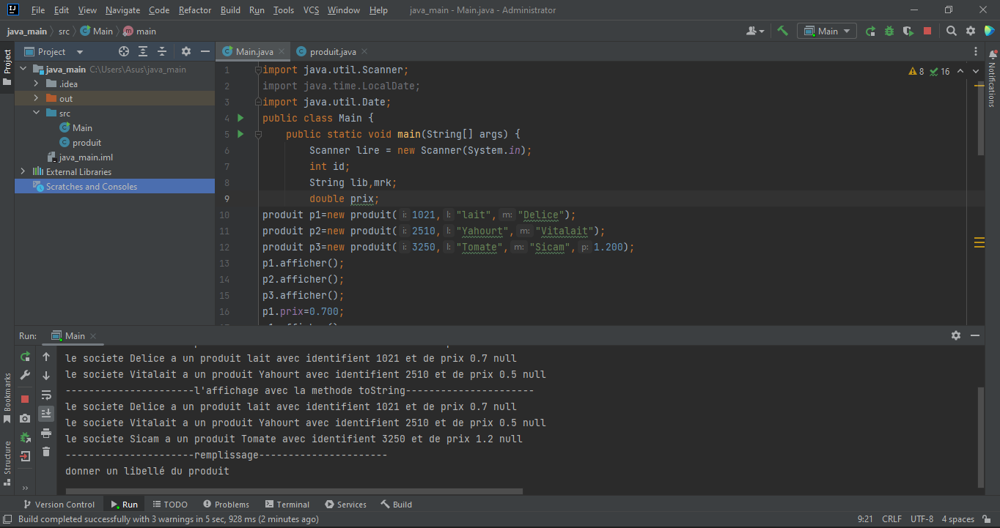 File Edit View Navigate Code Refactor Build Run Tools VCS Window Help java_main - Main.java - Administrator
java_main src Main main Main
Project Main.java produit.java
Project
Notifications
java_main C:\Users\Asus\java_main
.idea
out
src
Main
produit
java_main.iml
External Libraries
Scratches and Consoles
8 16
1 import java.util.Scanner;
2 import java.time.LocalDate;
3 import java.util.Date;
4 public class Main {
5 public static void main(String[] args) {
6 Scanner lire = new Scanner(System.in);
7 int id;
8 String lib,mrk;
9 double prix;
10 produit p1=new produit( i: 1021, l: "lait", m: "Delice");
11 produit p2=new produit( i: 2510, l: "Yahourt", m: "Vitalait");
12 produit p3=new produit( i: 3250, l: "Tomate", m: "Sicam", p: 1.200);
13 p1.afficher();
14 p2.afficher();
15 p3.afficher();
16 p1.prix=0.700;
Run: Main
le societe Delice a un produit lait avec identifient 1021 et de prix 0.7 null
le societe Vitalait a un produit Yahourt avec identifient 2510 et de prix 0.5 null
----------------------l'affichage avec la methode toString----------------------
le societe Delice a un produit lait avec identifient 1021 et de prix 0.7 null
le societe Vitalait a un produit Yahourt avec identifient 2510 et de prix 0.5 null
le societe Sicam a un produit Tomate avec identifient 3250 et de prix 1.2 null
----------------------remplissage----------------------
donner un libellé du produit
Bookmarks
Structure
Version Control Run TODO Problems Terminal Services Build
Build completed successfully with 3 warnings in 5 sec, 928 ms (2 minutes ago) 9:21 CRLF UTF-8 4 spaces